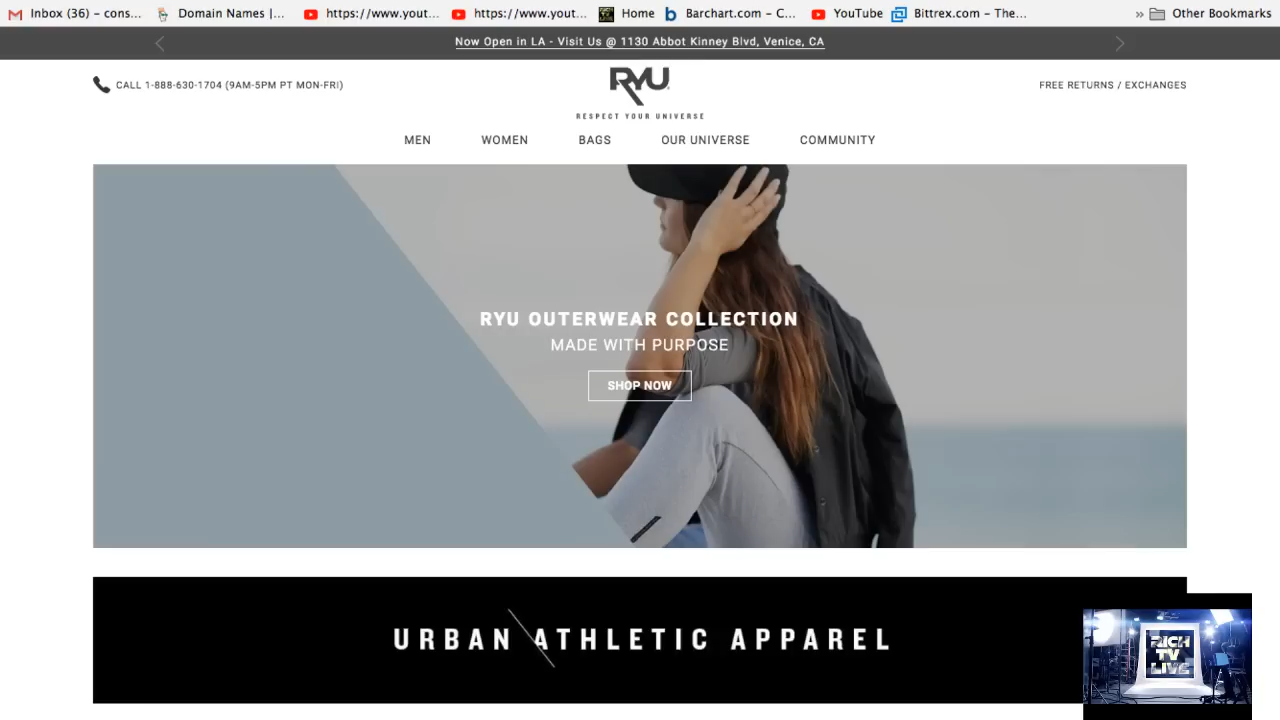 Inbox (36) – cons...
Domain Names |...
https://www.yout...
https://www.yout...
Home
Barchart.com – C...
YouTube
Bittrex.com – The...
» Other Bookmarks
Now Open in LA - Visit Us @ 1130 Abbot Kinney Blvd, Venice, CA
CALL 1-888-630-1704 (9AM-5PM PT MON-FRI)
RYU
RESPECT YOUR UNIVERSE
FREE RETURNS / EXCHANGES
MEN
WOMEN
BAGS
OUR UNIVERSE
COMMUNITY
RYU OUTERWEAR COLLECTION
MADE WITH PURPOSE
SHOP NOW
URBAN ATHLETIC APPAREL
RICH
TV
LIVE